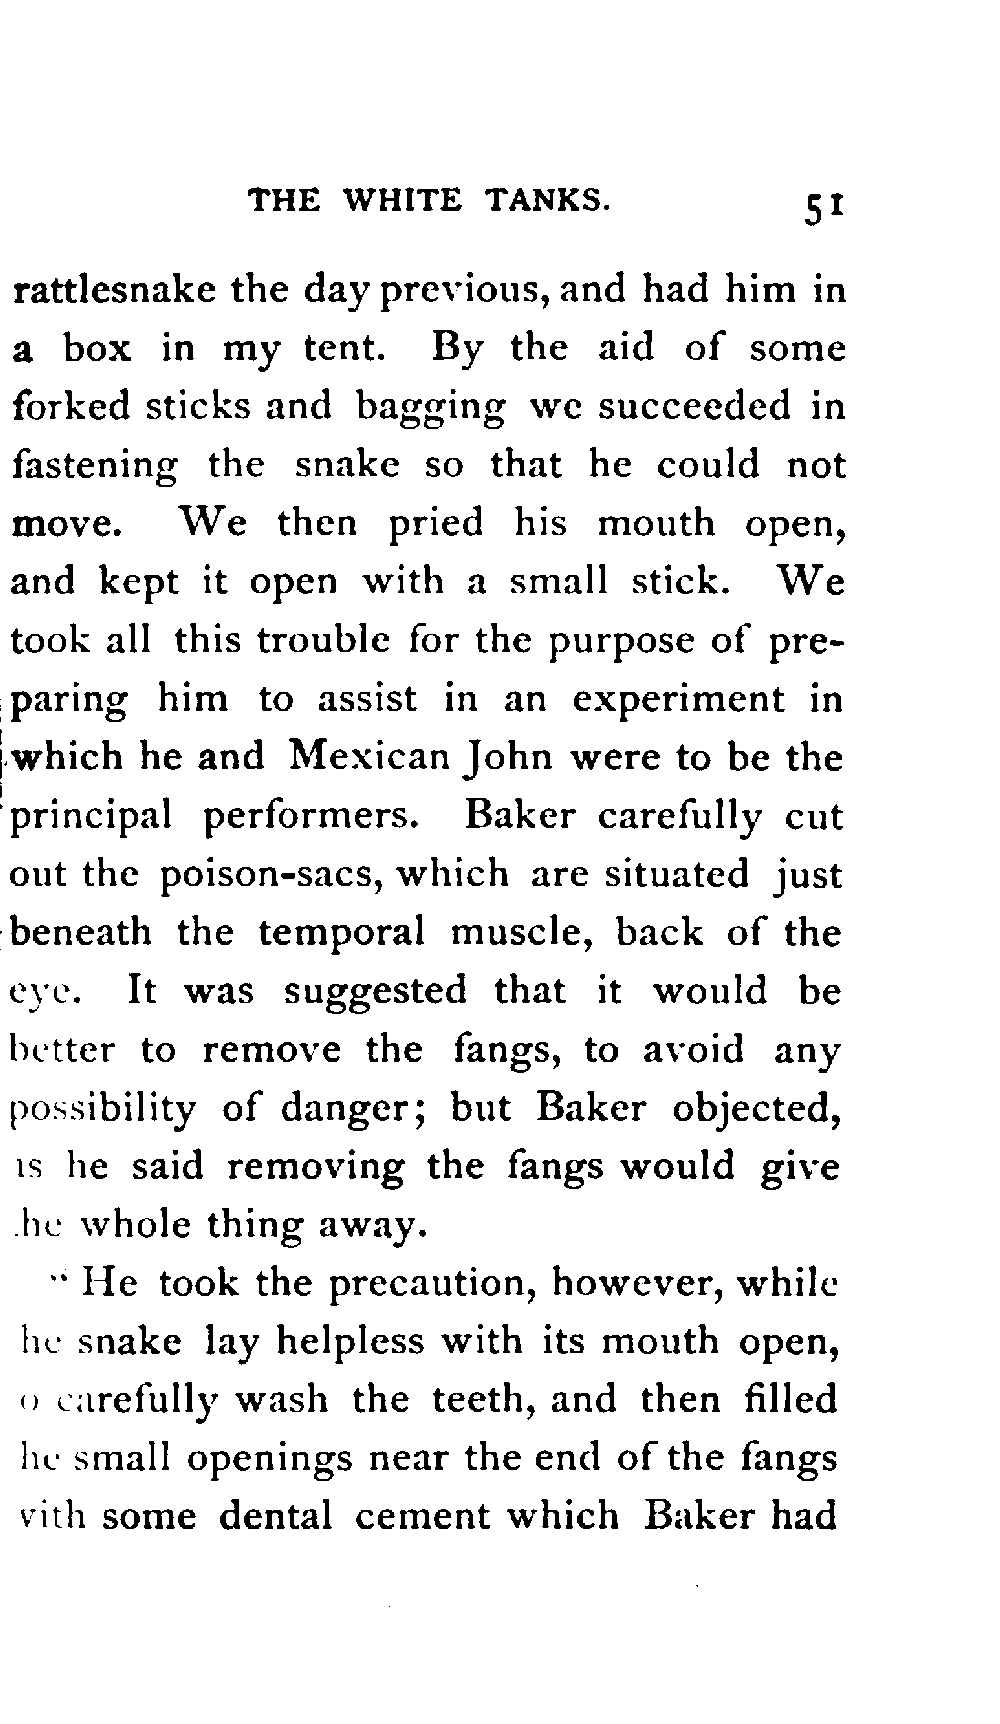 THE WHITE TANKS. 51
rattlesnake the day previous, and had him in
a box in my tent. By the aid of some
forked sticks and bagging we succeeded in
fastening the snake so that he could not
move. We then pried his mouth open,
and kept it open with a small stick. We
took all this trouble for the purpose of pre-
paring him to assist in an experiment in
which he and Mexican John were to be the
principal performers. Baker carefully cut
out the poison-sacs, which are situated just
beneath the temporal muscle, back of the
eye. It was suggested that it would be
better to remove the fangs, to avoid any
possibility of danger; but Baker objected,
as he said removing the fangs would give
the whole thing away.
“ He took the precaution, however, while
he snake lay helpless with its mouth open,
o carefully wash the teeth, and then filled
he small openings near the end of the fangs
vith some dental cement which Baker had